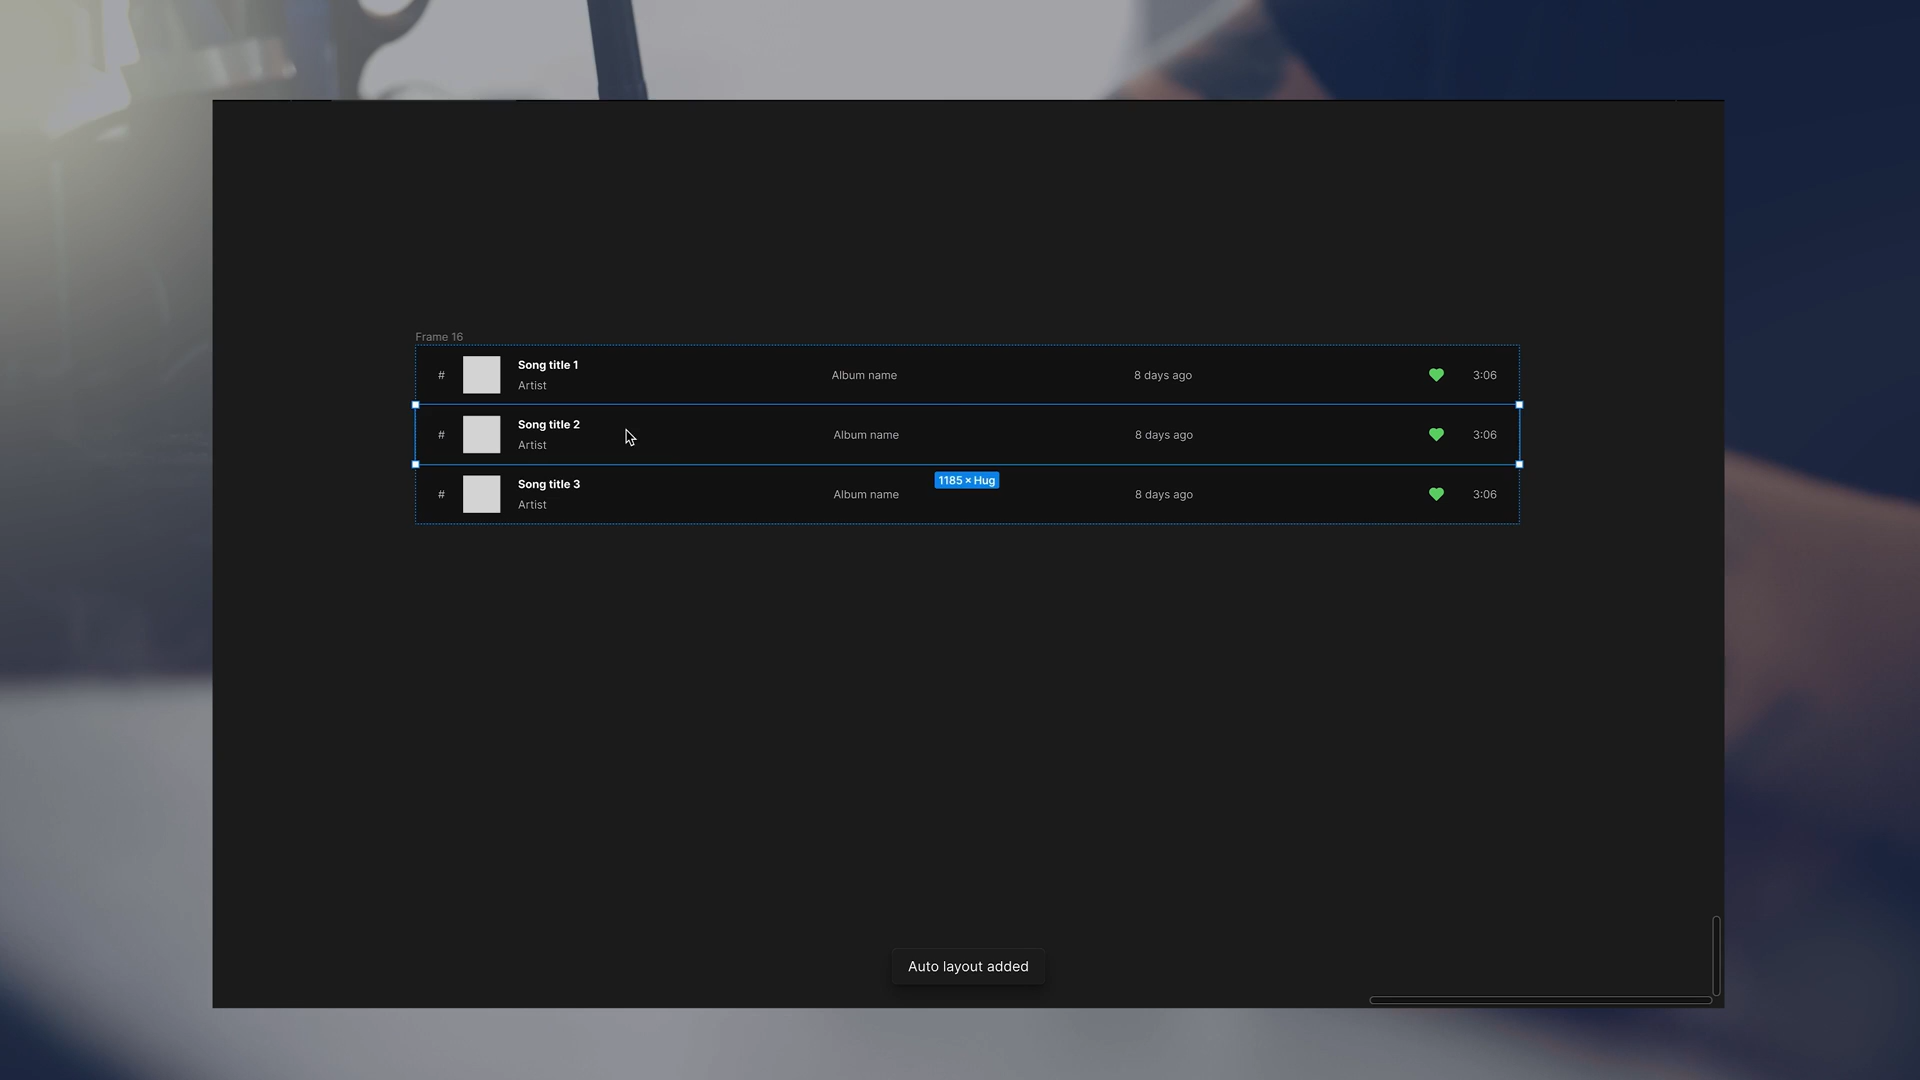 Frame 16
# Song title 1 Album name 8 days ago 3:06
Artist
# Song title 2 Album name 8 days ago 3:06
Artist
1185 × Hug
# Song title 3 Album name 8 days ago 3:06
Artist
Auto layout added